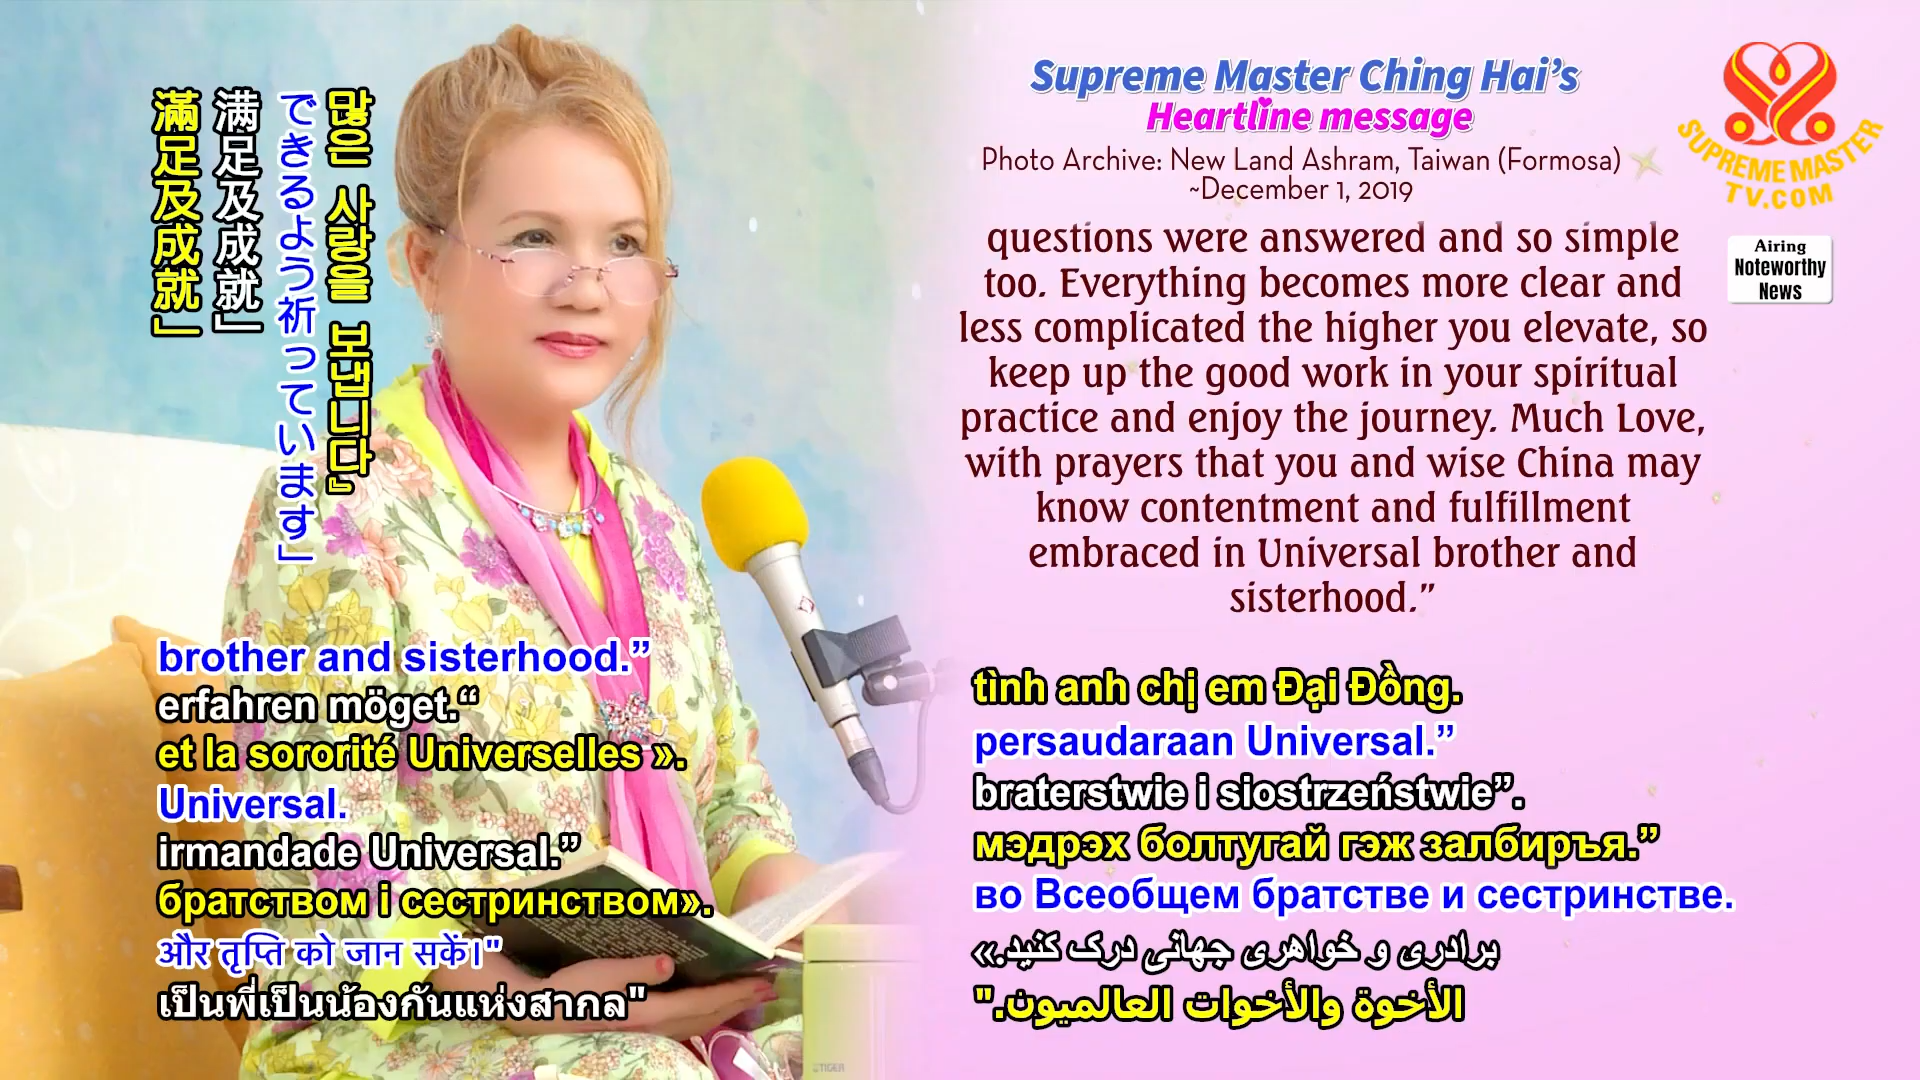 滿足及成就」
满足及成就」
できるよう祈っています」
많은 사랑을 보냅니다』
Supreme Master Ching Hai’s
Heartline message
Photo Archive: New Land Ashram, Taiwan (Formosa)
~December 1, 2019
questions were answered and so simple
too. Everything becomes more clear and
less complicated the higher you elevate, so
keep up the good work in your spiritual
practice and enjoy the journey. Much Love,
with prayers that you and wise China may
know contentment and fulfillment
embraced in Universal brother and
sisterhood.”
SUPREME MASTER
TV.COM
Airing
Noteworthy
News
brother and sisterhood.”
erfahren möget.“
et la sororité Universelles ».
Universal.
irmandade Universal.”
братством і сестринством».
और तृप्ति को जान सकें।"
เป็นพี่เป็นน้องกันแห่งสากล"
tình anh chị em Đại Đồng.
persaudaraan Universal.”
braterstwie i siostrzeństwie”.
мэдрэх болтугай гэж залбиръя.”
во Всеобщем братстве и сестринстве.
برادری و خواهری جهانی درک کنید.»
الأخوة والأخوات العالميون."
TIGER